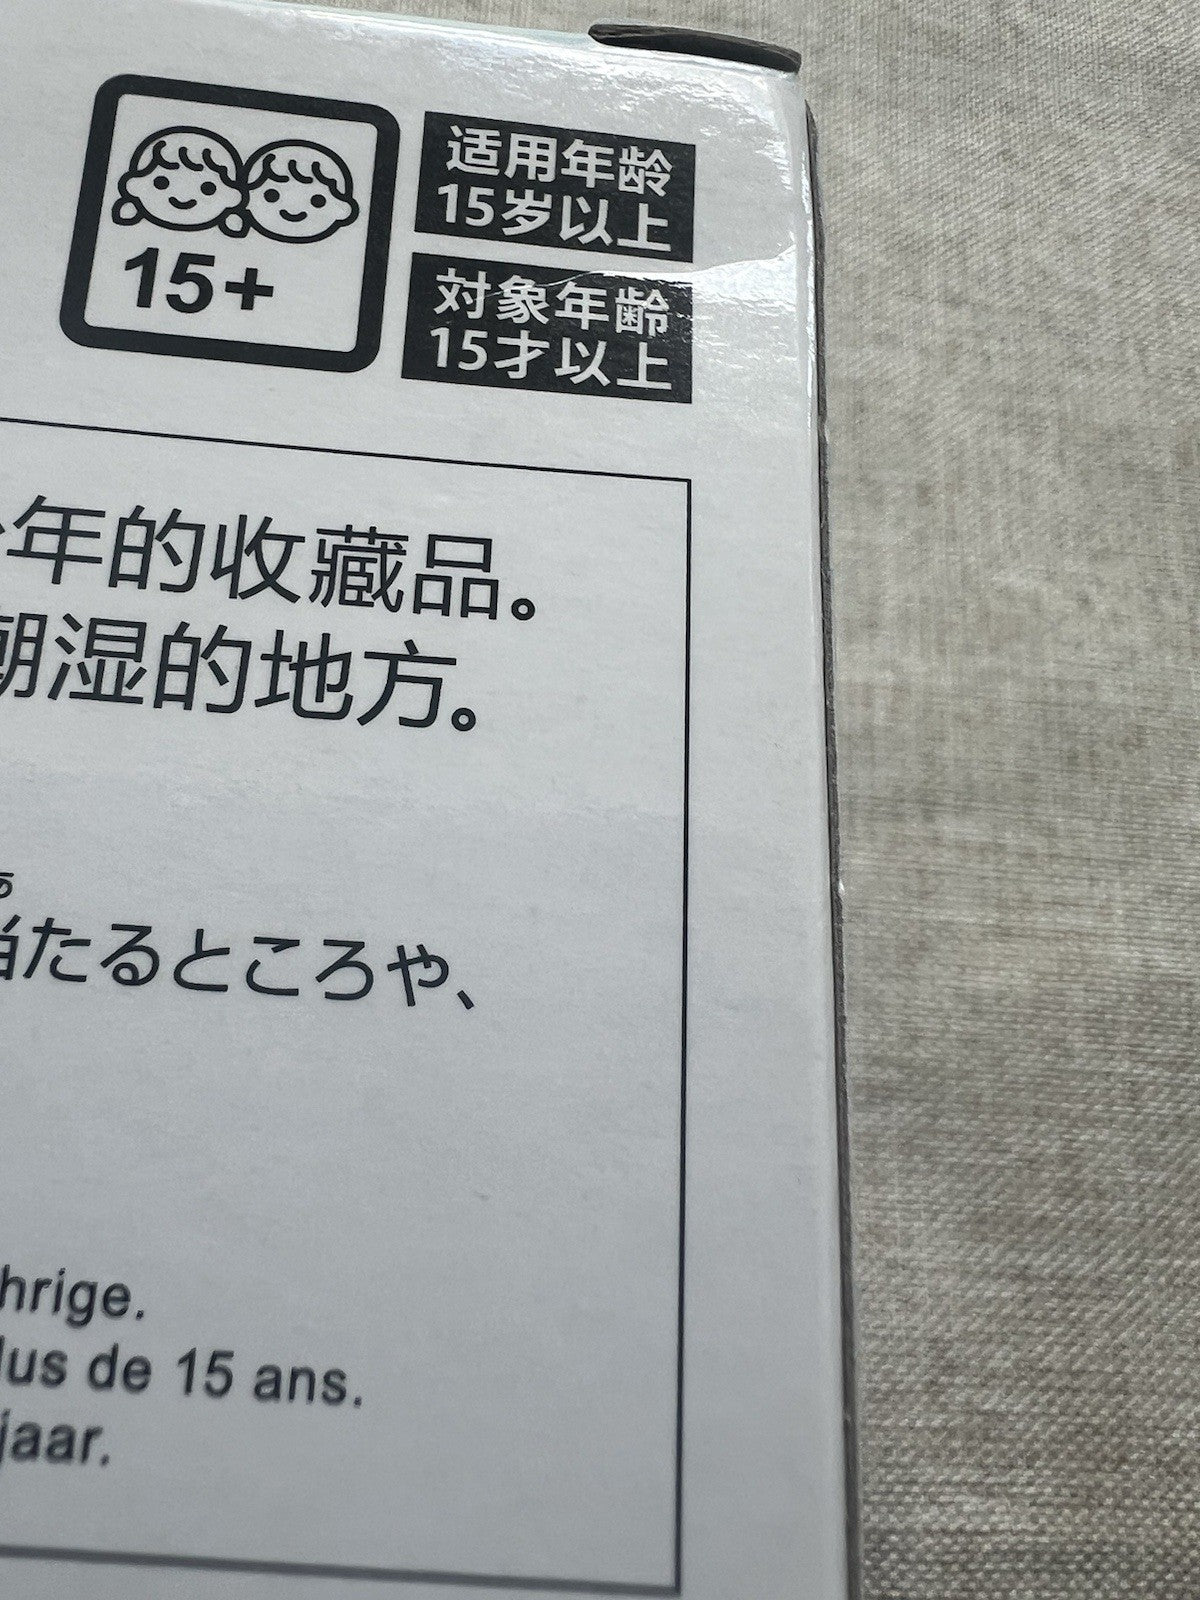 15+
适用年龄
15岁以上
対象年齢
15才以上
年的收藏品。
潮湿的地方。
あ
当たるところや、
hrige.
lus de 15 ans.
jaar.